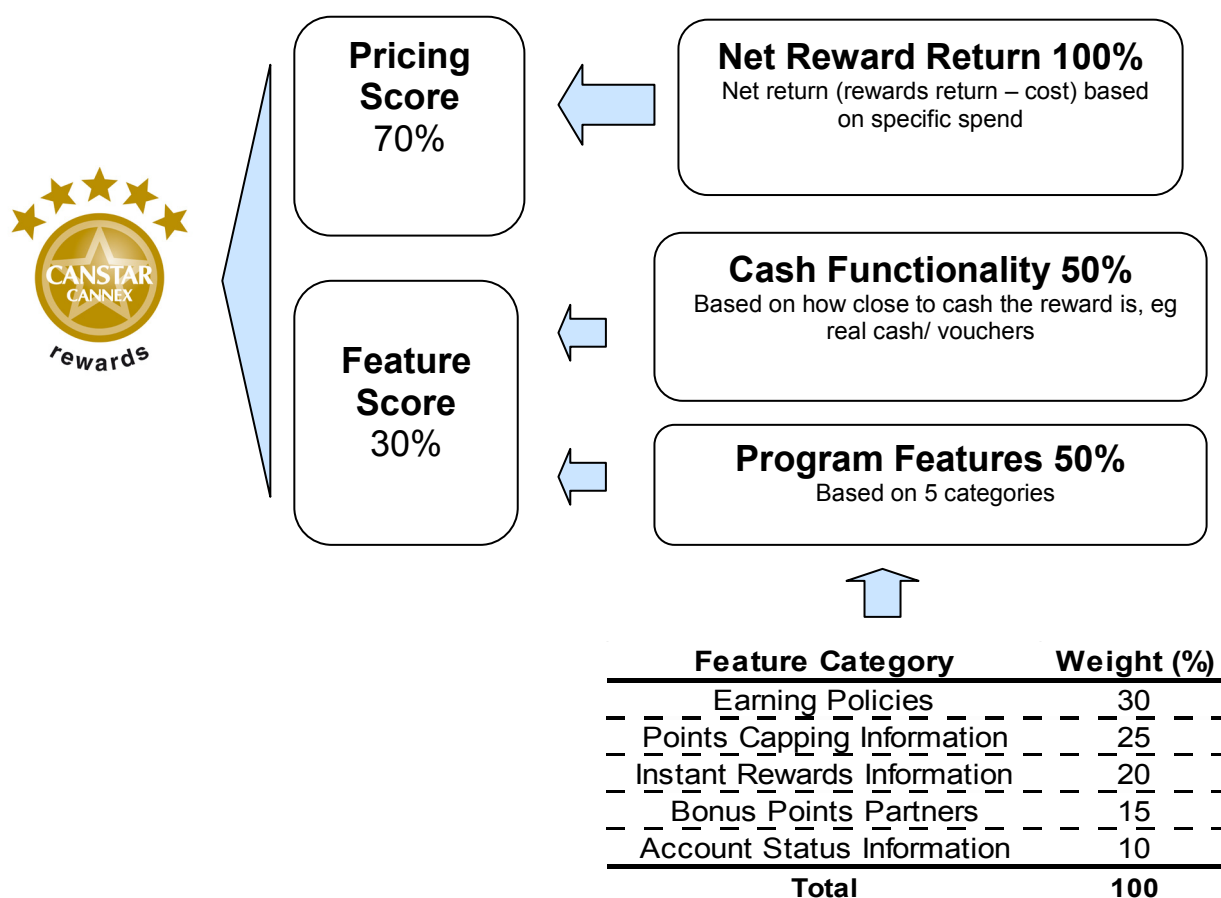 Pricing
Score
70%
Net Reward Return 100%
Net return (rewards return – cost) based
on specific spend
CANSTAR
CANNEX
rewards
Feature
Score
30%
Cash Functionality 50%
Based on how close to cash the reward is, eg
real cash/ vouchers
Program Features 50%
Based on 5 categories
Feature Category Weight (%)
Earning Policies 30
Points Capping Information 25
Instant Rewards Information 20
Bonus Points Partners 15
Account Status Information 10
Total 100